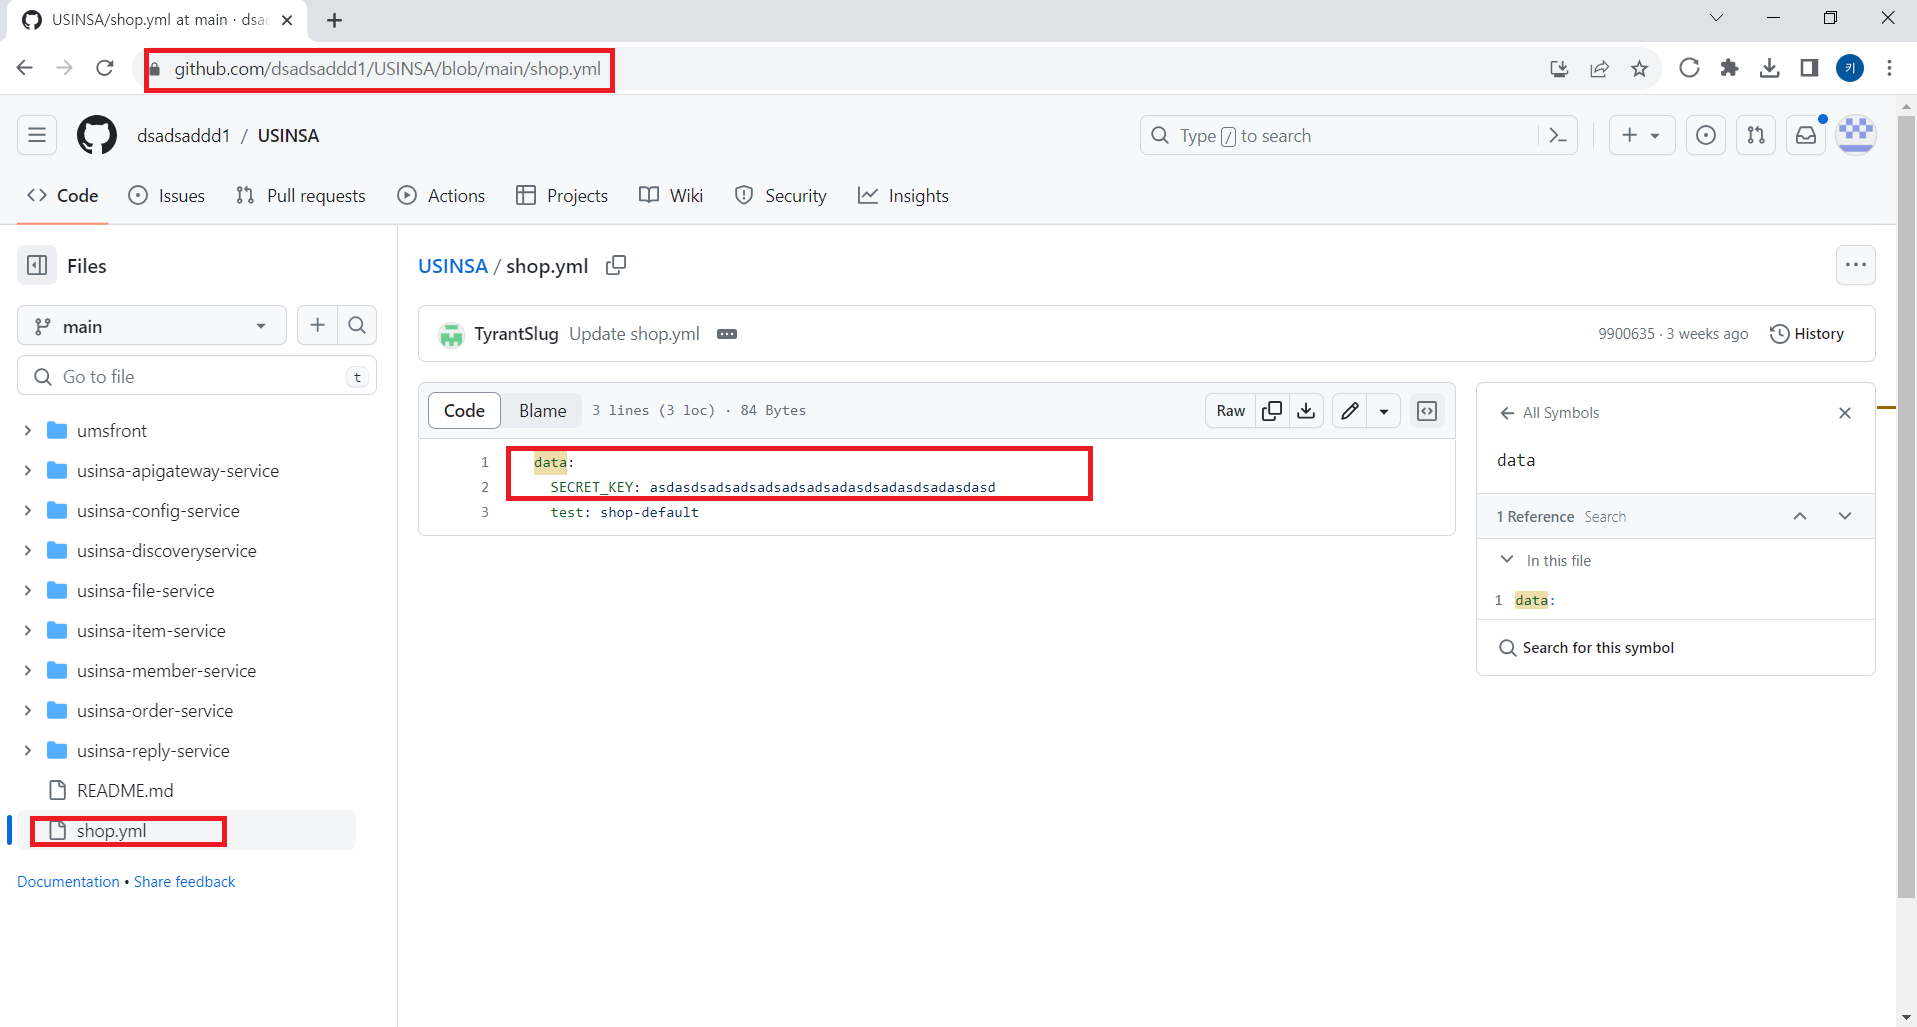 USINSA/shop.yml at main · dsad
github.com/dsadsaddd1/USINSA/blob/main/shop.yml
키
dsadsaddd1 / USINSA
Type / to search
Code Issues Pull requests Actions Projects Wiki Security Insights
Files
main
Go to file t
umsfront
usinsa-apigateway-service
usinsa-config-service
usinsa-discoveryservice
usinsa-file-service
usinsa-item-service
usinsa-member-service
usinsa-order-service
usinsa-reply-service
README.md
shop.yml
Documentation • Share feedback
USINSA / shop.yml
TyrantSlug Update shop.yml
9900635 · 3 weeks ago History
Code Blame 3 lines (3 loc) · 84 Bytes
Raw
1 data:
2 SECRET_KEY: asdasdsadsadsadsadsadsadasdsadasdsadasdasd
3 test: shop-default
All Symbols
data
1 Reference Search
In this file
1 data:
Search for this symbol